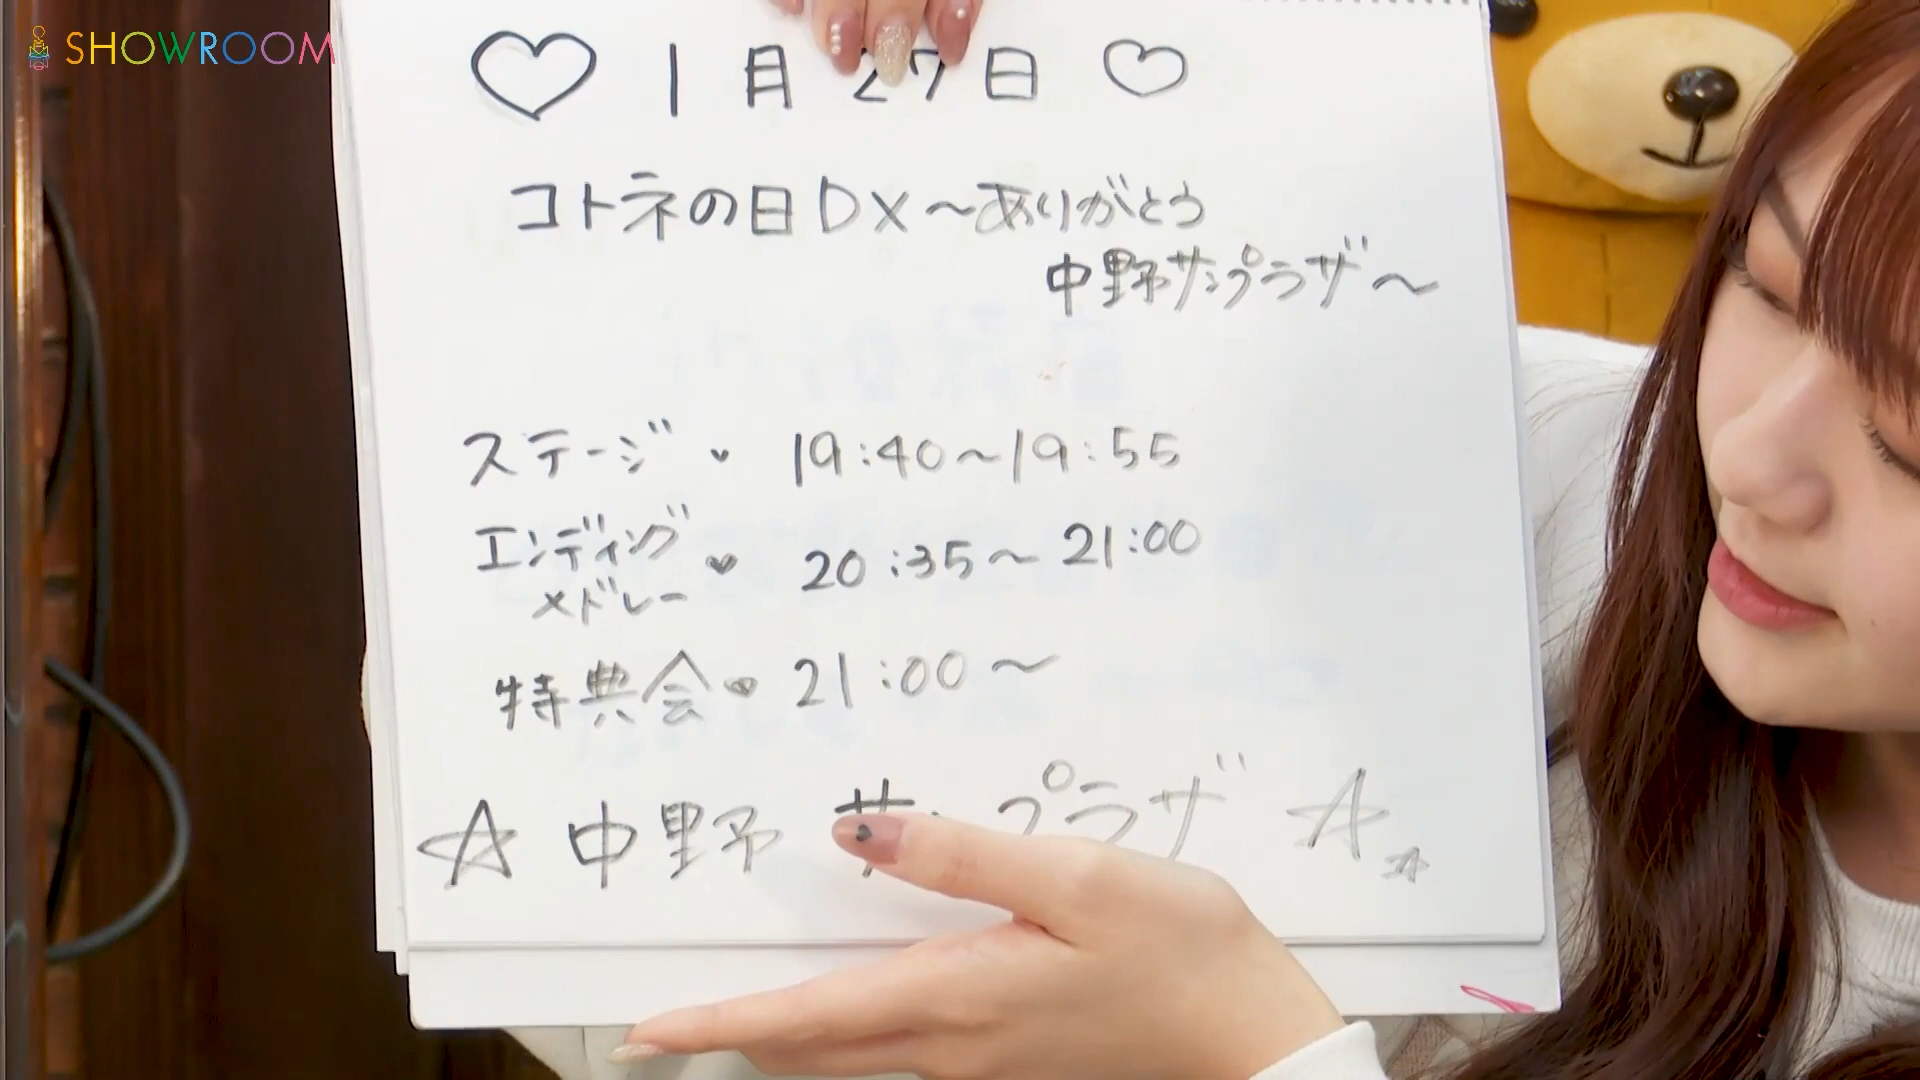 SHOWROOM
♡ 1月27日 ♡
コトネの日DX～ありがとう
中野サンプラザ～
ステージ♥ 19:40～19:55
エンディング
メドレー ♥ 20:35～21:00
特典会♥ 21:00～
☆ 中野サンプラザ ☆☆